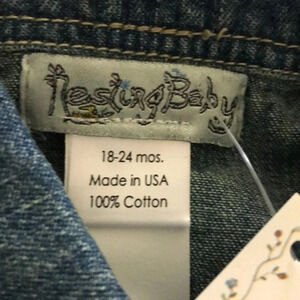 NestingBaby
18-24 mos.
Made in USA
100% Cotton